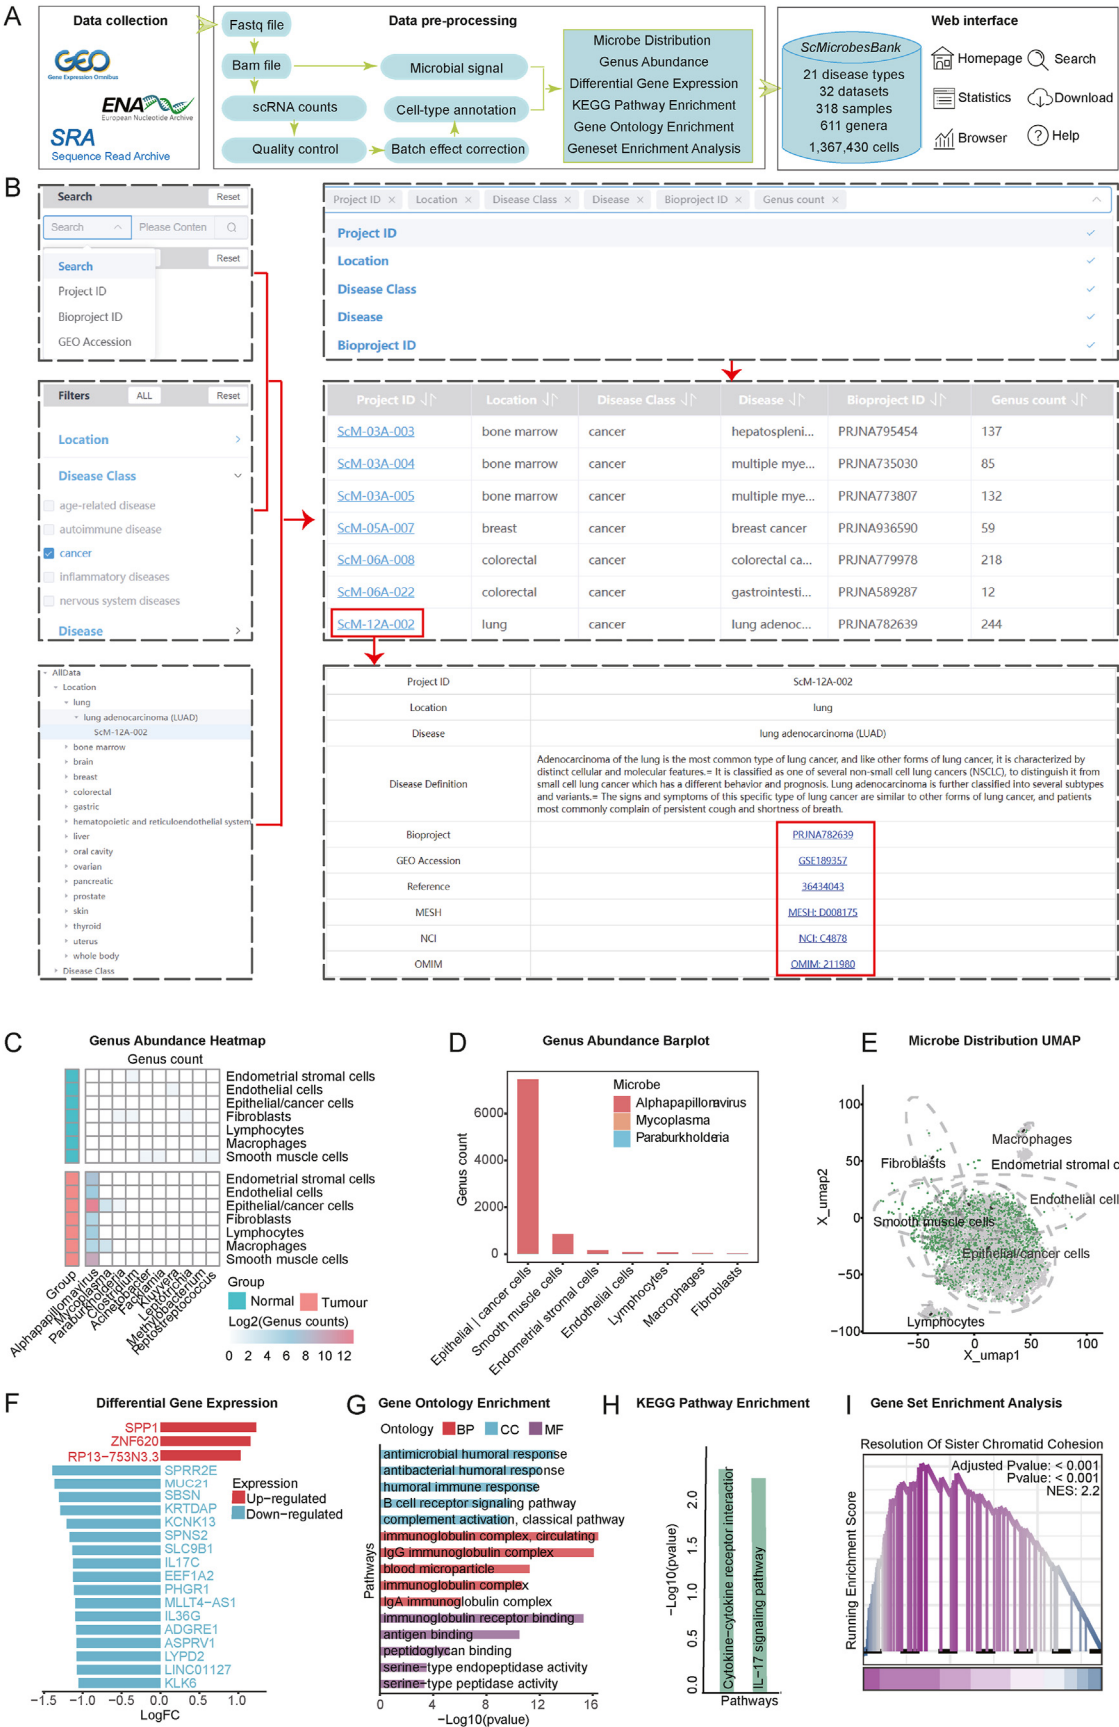 A
Data collection
GEO
Gene Expression Omnibus
ENA
European Nucleotide Archive
SRA
Sequence Read Archive
Data pre-processing
Fastq file
Bam file
scRNA counts
Quality control
Microbial signal
Cell-type annotation
Batch effect correction
Microbe Distribution
Genus Abundance
Differential Gene Expression
KEGG Pathway Enrichment
Gene Ontology Enrichment
Geneset Enrichment Analysis
Web interface
ScMicrobesBank
21 disease types
32 datasets
318 samples
611 genera
1,367,430 cells
Homepage
Search
Statistics
Download
Browser
Help
B
Search
Reset
Search
Please Conten
Reset
Search
Project ID
Bioproject ID
GEO Accession
Project ID ×
Location ×
Disease Class ×
Disease ×
Bioproject ID ×
Genus count ×
Project ID
Location
Disease Class
Disease
Bioproject ID
Filters
ALL
Reset
Location
Disease Class
age-related disease
autoimmune disease
cancer
inflammatory diseases
nervous system diseases
Disease
Project ID Location Disease Class Disease Bioproject ID Genus count
ScM-03A-003 bone marrow cancer hepatospleni... PRJNA795454 137
ScM-03A-004 bone marrow cancer multiple mye... PRJNA735030 85
ScM-03A-005 bone marrow cancer multiple mye... PRJNA773807 132
ScM-05A-007 breast cancer breast cancer PRJNA936590 59
ScM-06A-008 colorectal cancer colorectal ca... PRJNA779978 218
ScM-06A-022 colorectal cancer gastrointesti... PRJNA589287 12
ScM-12A-002 lung cancer lung adenoc... PRJNA782639 244
AllData
Location
lung
lung adenocarcinoma (LUAD)
ScM-12A-002
bone marrow
brain
breast
colorectal
gastric
hematopoietic and reticuloendothelial system
liver
oral cavity
ovarian
pancreatic
prostate
skin
thyroid
uterus
whole body
Disease Class
Project ID ScM-12A-002
Location lung
Disease lung adenocarcinoma (LUAD)
Disease Definition
Adenocarcinoma of the lung is the most common type of lung cancer, and like other forms of lung cancer, it is characterized by
distinct cellular and molecular features.= It is classified as one of several non-small cell lung cancers (NSCLC), to distinguish it from
small cell lung cancer which has a different behavior and prognosis. Lung adenocarcinoma is further classified into several subtypes
and variants.= The signs and symptoms of this specific type of lung cancer are similar to other forms of lung cancer, and patients
most commonly complain of persistent cough and shortness of breath.
Bioproject PRJNA782639
GEO Accession GSE189357
Reference 36434043
MESH MESH: D008175
NCI NCI: C4878
OMIM OMIM: 211980
C
Genus Abundance Heatmap
Genus count
Endometrial stromal cells
Endothelial cells
Epithelial/cancer cells
Fibroblasts
Lymphocytes
Macrophages
Smooth muscle cells
Endometrial stromal cells
Endothelial cells
Epithelial/cancer cells
Fibroblasts
Lymphocytes
Macrophages
Smooth muscle cells
Group
Alphapapillomavirus
Mycoplasma
Paraburkholderia
Clostridium
Acinetobacter
Facklamia
Kluyvera
Leptotrichia
Methylobacterium
Peptostreptococcus
Group
Normal
Tumour
Log2(Genus counts)
0 2 4 6 8 10 12
D
Genus Abundance Barplot
Microbe
Alphapapillomavirus
Mycoplasma
Paraburkholderia
Genus count
6000
4000
2000
0
Epithelial | cancer cells
Smooth muscle cells
Endometrial stromal cells
Endothelial cells
Lymphocytes
Macrophages
Fibroblasts
E
Microbe Distribution UMAP
X_umap2
100
50
0
−50
−100
Macrophages
Fibroblasts
Endometrial stromal c
Endothelial cell
Smooth muscle cells
Epithelial/cancer cells
Lymphocytes
−50 0 50 100
X_umap1
F
Differential Gene Expression
SPP1
ZNF620
RP13−753N3.3
SPRR2E
MUC21
SBSN
KRTDAP
KCNK13
SPNS2
SLC9B1
IL17C
EEF1A2
PHGR1
MLLT4−AS1
IL36G
ADGRE1
ASPRV1
LYPD2
LINC01127
KLK6
Expression
Up−regulated
Down−regulated
−1.5 −1.0 −0.5 0.0 0.5 1.0
LogFC
G
Gene Ontology Enrichment
Ontology BP CC MF
Pathways
antimicrobial humoral response
antibacterial humoral response
humoral immune response
B cell receptor signaling pathway
complement activation, classical pathway
immunoglobulin complex, circulating
IgG immunoglobulin complex
blood microparticle
immunoglobulin complex
IgA immunoglobulin complex
immunoglobulin receptor binding
antigen binding
peptidoglycan binding
serine−type endopeptidase activity
serine−type peptidase activity
0 4 8 12 16
−Log10(pvalue)
H
KEGG Pathway Enrichment
−Log10(pvalue)
2.0
1.5
1.0
0.5
0.0
Cytokine−cytokine receptor interaction
IL−17 signaling pathway
Pathways
I
Gene Set Enrichment Analysis
Resolution Of Sister Chromatid Cohesion
Adjusted Pvalue: < 0.001
Pvalue: < 0.001
NES: 2.2
Running Enrichment Score